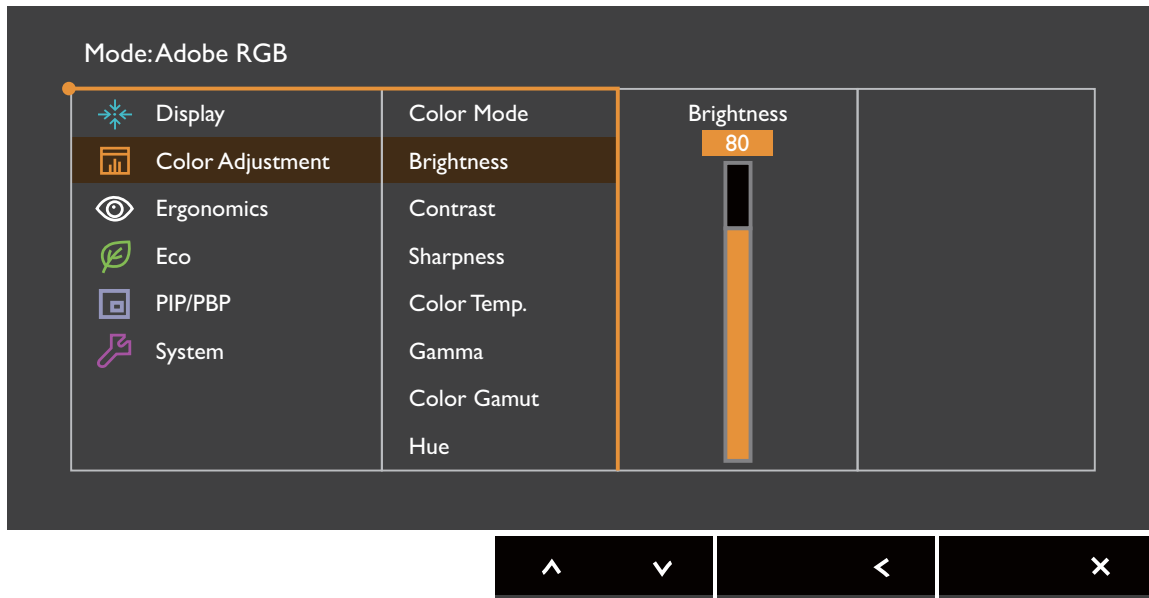 Mode: Adobe RGB
Display
Color Adjustment
Ergonomics
Eco
PIP/PBP
System
Color Mode
Brightness
Contrast
Sharpness
Color Temp.
Gamma
Color Gamut
Hue
Brightness
80